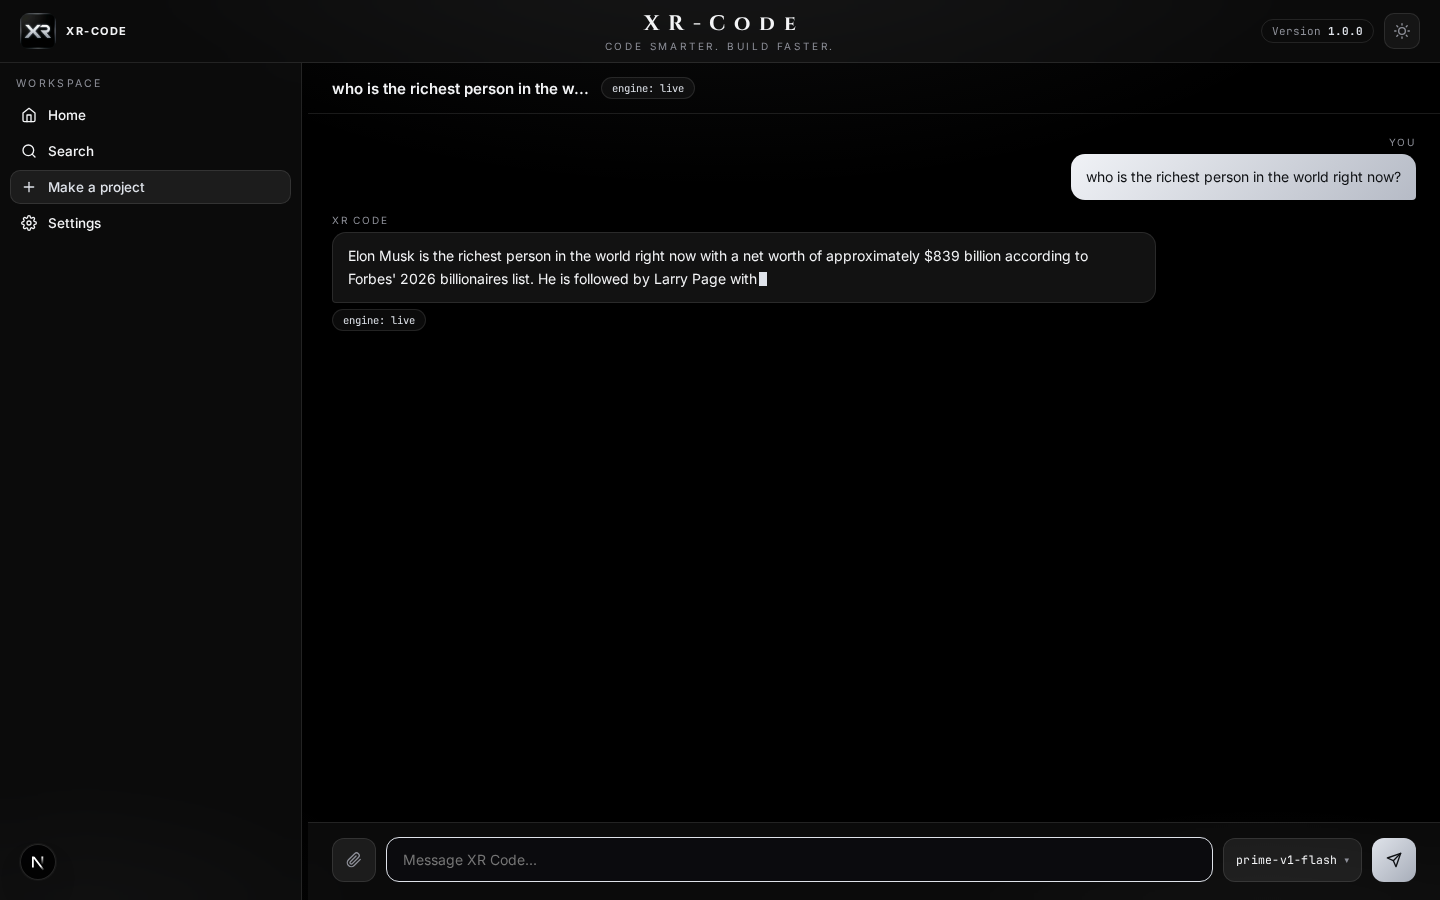 XR
XR-CODE
XR-CODE
CODE SMARTER. BUILD FASTER.
Version 1.0.0
WORKSPACE
Home
Search
Make a project
Settings
who is the richest person in the w...
engine: live
YOU
who is the richest person in the world right now?
XR CODE
Elon Musk is the richest person in the world right now with a net worth of approximately $839 billion according to
Forbes' 2026 billionaires list. He is followed by Larry Page with
engine: live
N
Message XR Code...
prime-v1-flash